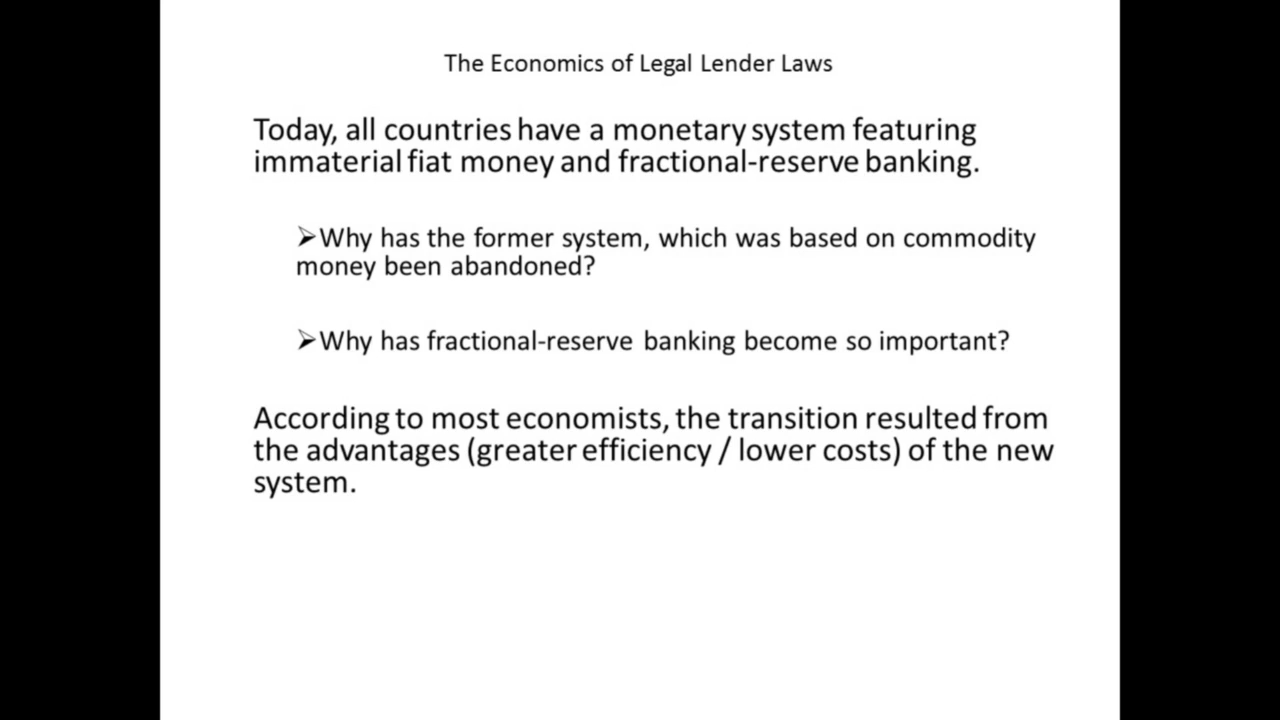 The Economics of Legal Lender Laws
Today, all countries have a monetary system featuring
immaterial fiat money and fractional-reserve banking.
➢Why has the former system, which was based on commodity
money been abandoned?
➢Why has fractional-reserve banking become so important?
According to most economists, the transition resulted from
the advantages (greater efficiency / lower costs) of the new
system.